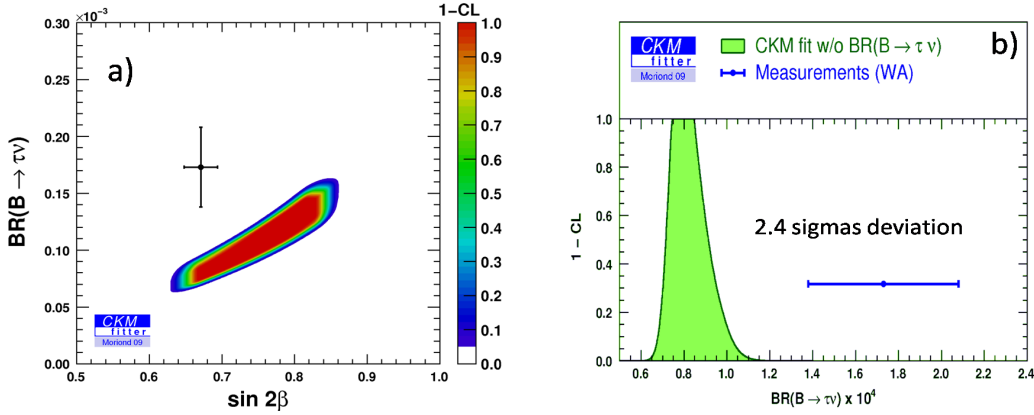 ×10⁻³
1−CL
0.30
0.25
0.20
0.15
0.10
0.05
0.00
BR(B → τν)
a)
CKM
fitter
Moriond 09
0.5 0.6 0.7 0.8 0.9 1.0
sin 2β
1.0
0.9
0.8
0.7
0.6
0.5
0.4
0.3
0.2
0.1
0.0
CKM
fitter
Moriond 09
CKM fit w/o BR(B→ τ ν)
Measurements (WA)
b)
1.0
0.8
0.6
0.4
0.2
0.0
1 − CL
2.4 sigmas deviation
0.6 0.8 1.0 1.2 1.4 1.6 1.8 2.0 2.2 2.4
BR(B→ τν) x 10⁴